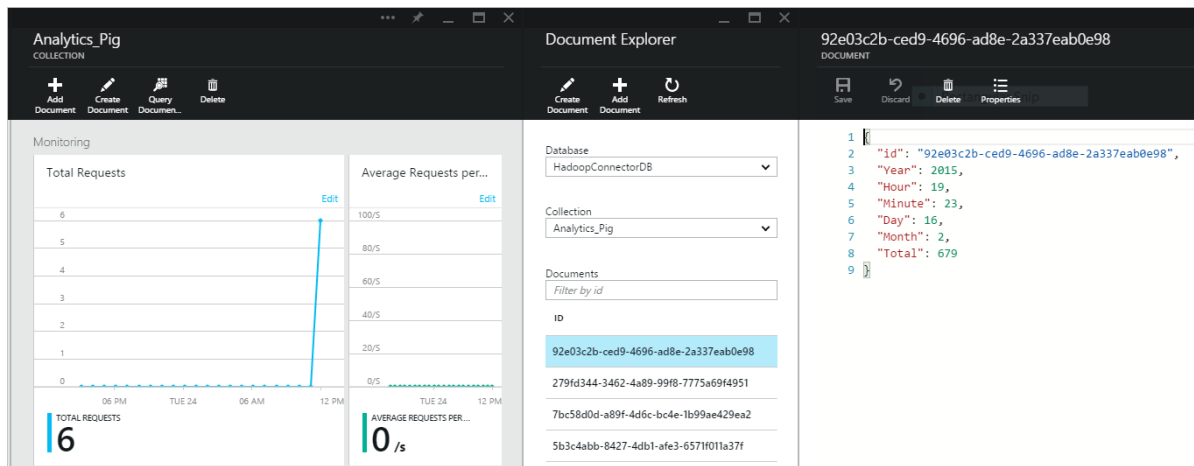 Analytics_Pig
COLLECTION
Add Document
Create Document
Query Documen...
Delete
Monitoring
Total Requests
Edit
6
5
4
3
2
1
0
06 PM
TUE 24
06 AM
12 PM
TOTAL REQUESTS
6
Average Requests per...
Edit
100/S
80/S
60/S
40/S
20/S
0/S
TUE 24
12 PM
AVERAGE REQUESTS PER...
0 /s
Document Explorer
Create Document
Add Document
Refresh
Database
HadoopConnectorDB
Collection
Analytics_Pig
Documents
Filter by id
ID
92e03c2b-ced9-4696-ad8e-2a337eab0e98
279fd344-3462-4a89-99f8-7775a69f4951
7bc58d0d-a89f-4d6c-bc4e-1b99ae429ea2
5b3c4abb-8427-4db1-afe3-6571f011a37f
92e03c2b-ced9-4696-ad8e-2a337eab0e98
DOCUMENT
Save
Discard
Delete
Properties
1 {
2 "id": "92e03c2b-ced9-4696-ad8e-2a337eab0e98",
3 "Year": 2015,
4 "Hour": 19,
5 "Minute": 23,
6 "Day": 16,
7 "Month": 2,
8 "Total": 679
9 }